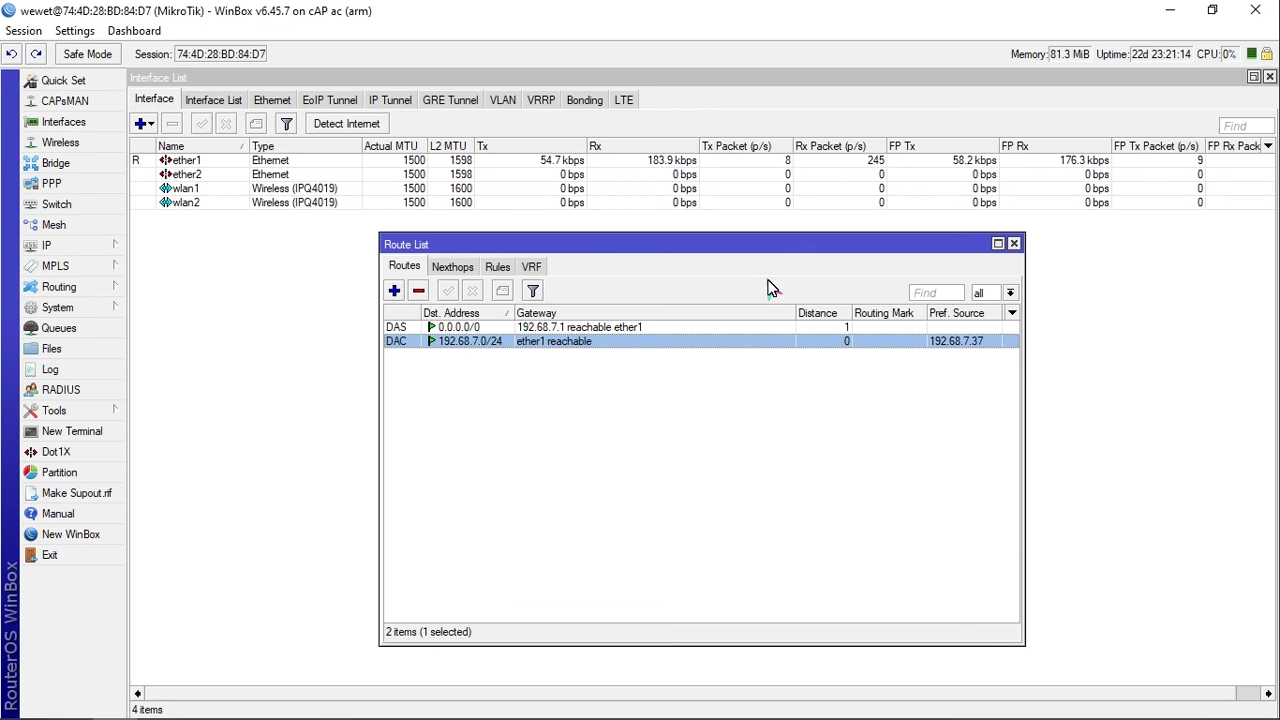 wewet@74:4D:28:BD:84:D7 (MikroTik) - WinBox v6.45.7 on cAP ac (arm)
Session Settings Dashboard
Safe Mode Session: 74:4D:28:BD:84:D7 Memory: 81.3 MiB Uptime: 22d 23:21:14 CPU: 0%
Quick Set
CAPsMAN
Interfaces
Wireless
Bridge
PPP
Switch
Mesh
IP
MPLS
Routing
System
Queues
Files
Log
RADIUS
Tools
New Terminal
Dot1X
Partition
Make Supout.rif
Manual
New WinBox
Exit
RouterOS WinBox
Interface List
Interface Interface List Ethernet EoIP Tunnel IP Tunnel GRE Tunnel VLAN VRRP Bonding LTE
Detect Internet Find
Name Type Actual MTU L2 MTU Tx Rx Tx Packet (p/s) Rx Packet (p/s) FP Tx FP Rx FP Tx Packet (p/s) FP Rx Pack
R ether1 Ethernet 1500 1598 54.7 kbps 183.9 kbps 8 245 58.2 kbps 176.3 kbps 9
ether2 Ethernet 1500 1598 0 bps 0 bps 0 0 0 bps 0 bps 0
wlan1 Wireless (IPQ4019) 1500 1600 0 bps 0 bps 0 0 0 bps 0 bps 0
wlan2 Wireless (IPQ4019) 1500 1600 0 bps 0 bps 0 0 0 bps 0 bps 0
Route List
Routes Nexthops Rules VRF
Find all
Dst. Address Gateway Distance Routing Mark Pref. Source
DAS 0.0.0.0/0 192.68.7.1 reachable ether1 1
DAC 192.68.7.0/24 ether1 reachable 0 192.68.7.37
2 items (1 selected)
4 items